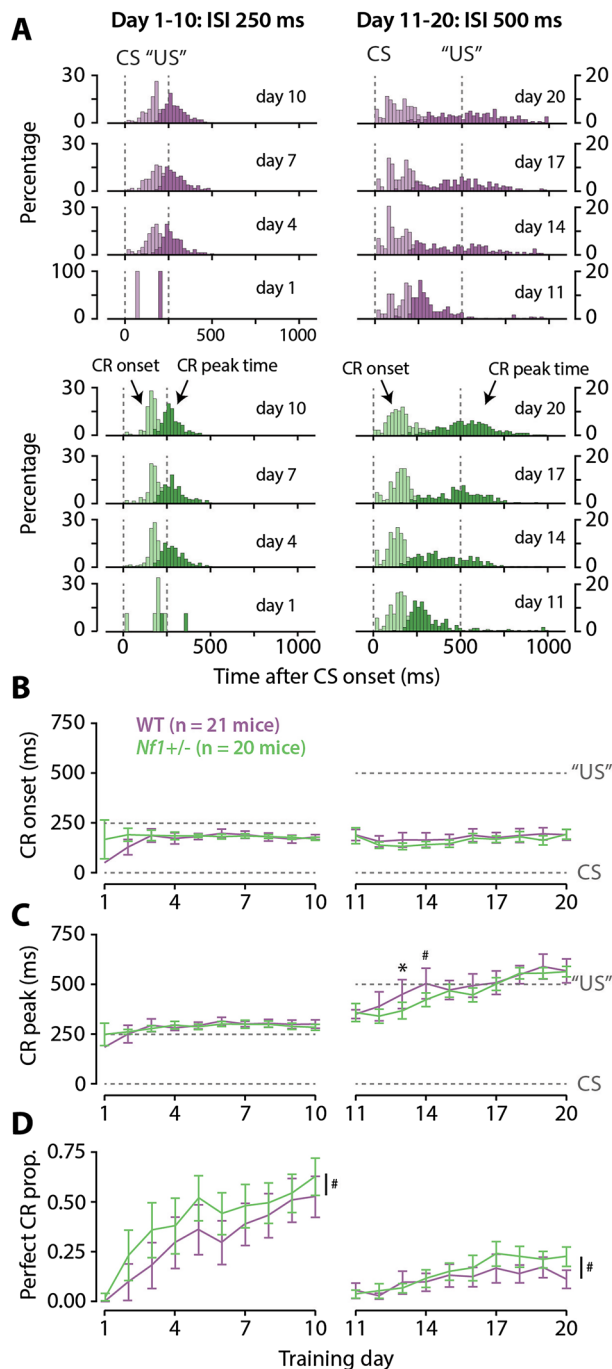 A
Day 1-10: ISI 250 ms
Day 11-20: ISI 500 ms
CS "US"
CS "US"
Percentage
30
0
day 10
day 20
20
0
30
0
day 7
day 17
20
0
30
0
day 4
day 14
20
0
100
0
day 1
day 11
20
0
0 500 1000
0 500 1000
CR onset
CR peak time
CR onset
CR peak time
Percentage
30
0
day 10
day 20
20
0
30
0
day 7
day 17
20
0
30
0
day 4
day 14
20
0
30
0
day 1
day 11
20
0
0 500 1000
0 500 1000
Time after CS onset (ms)
B
CR onset (ms)
750
500
250
0
WT (n = 21 mice)
Nf1+/- (n = 20 mice)
"US"
CS
1 4 7 10
11 14 17 20
C
CR peak (ms)
750
500
250
0
*
#
"US"
CS
1 4 7 10
11 14 17 20
D
Perfect CR prop.
0.75
0.50
0.25
0.00
#
#
1 4 7 10
11 14 17 20
Training day